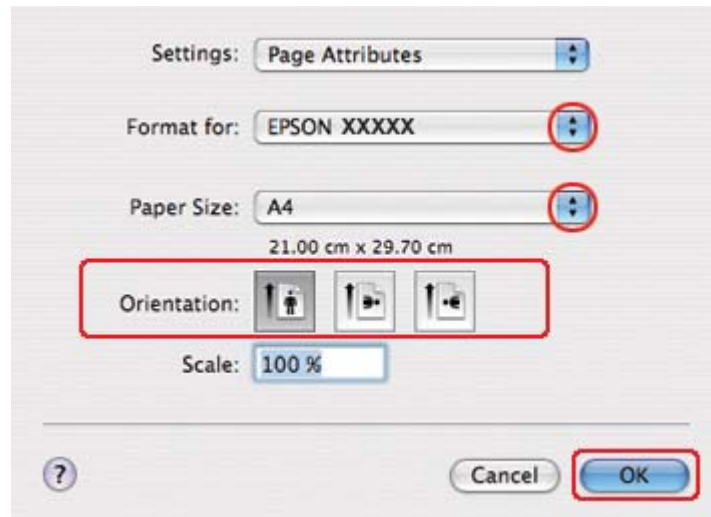 Settings: Page Attributes
Format for: EPSON XXXXX
Paper Size: A4
21.00 cm x 29.70 cm
Orientation:
Scale: 100 %
? Cancel OK